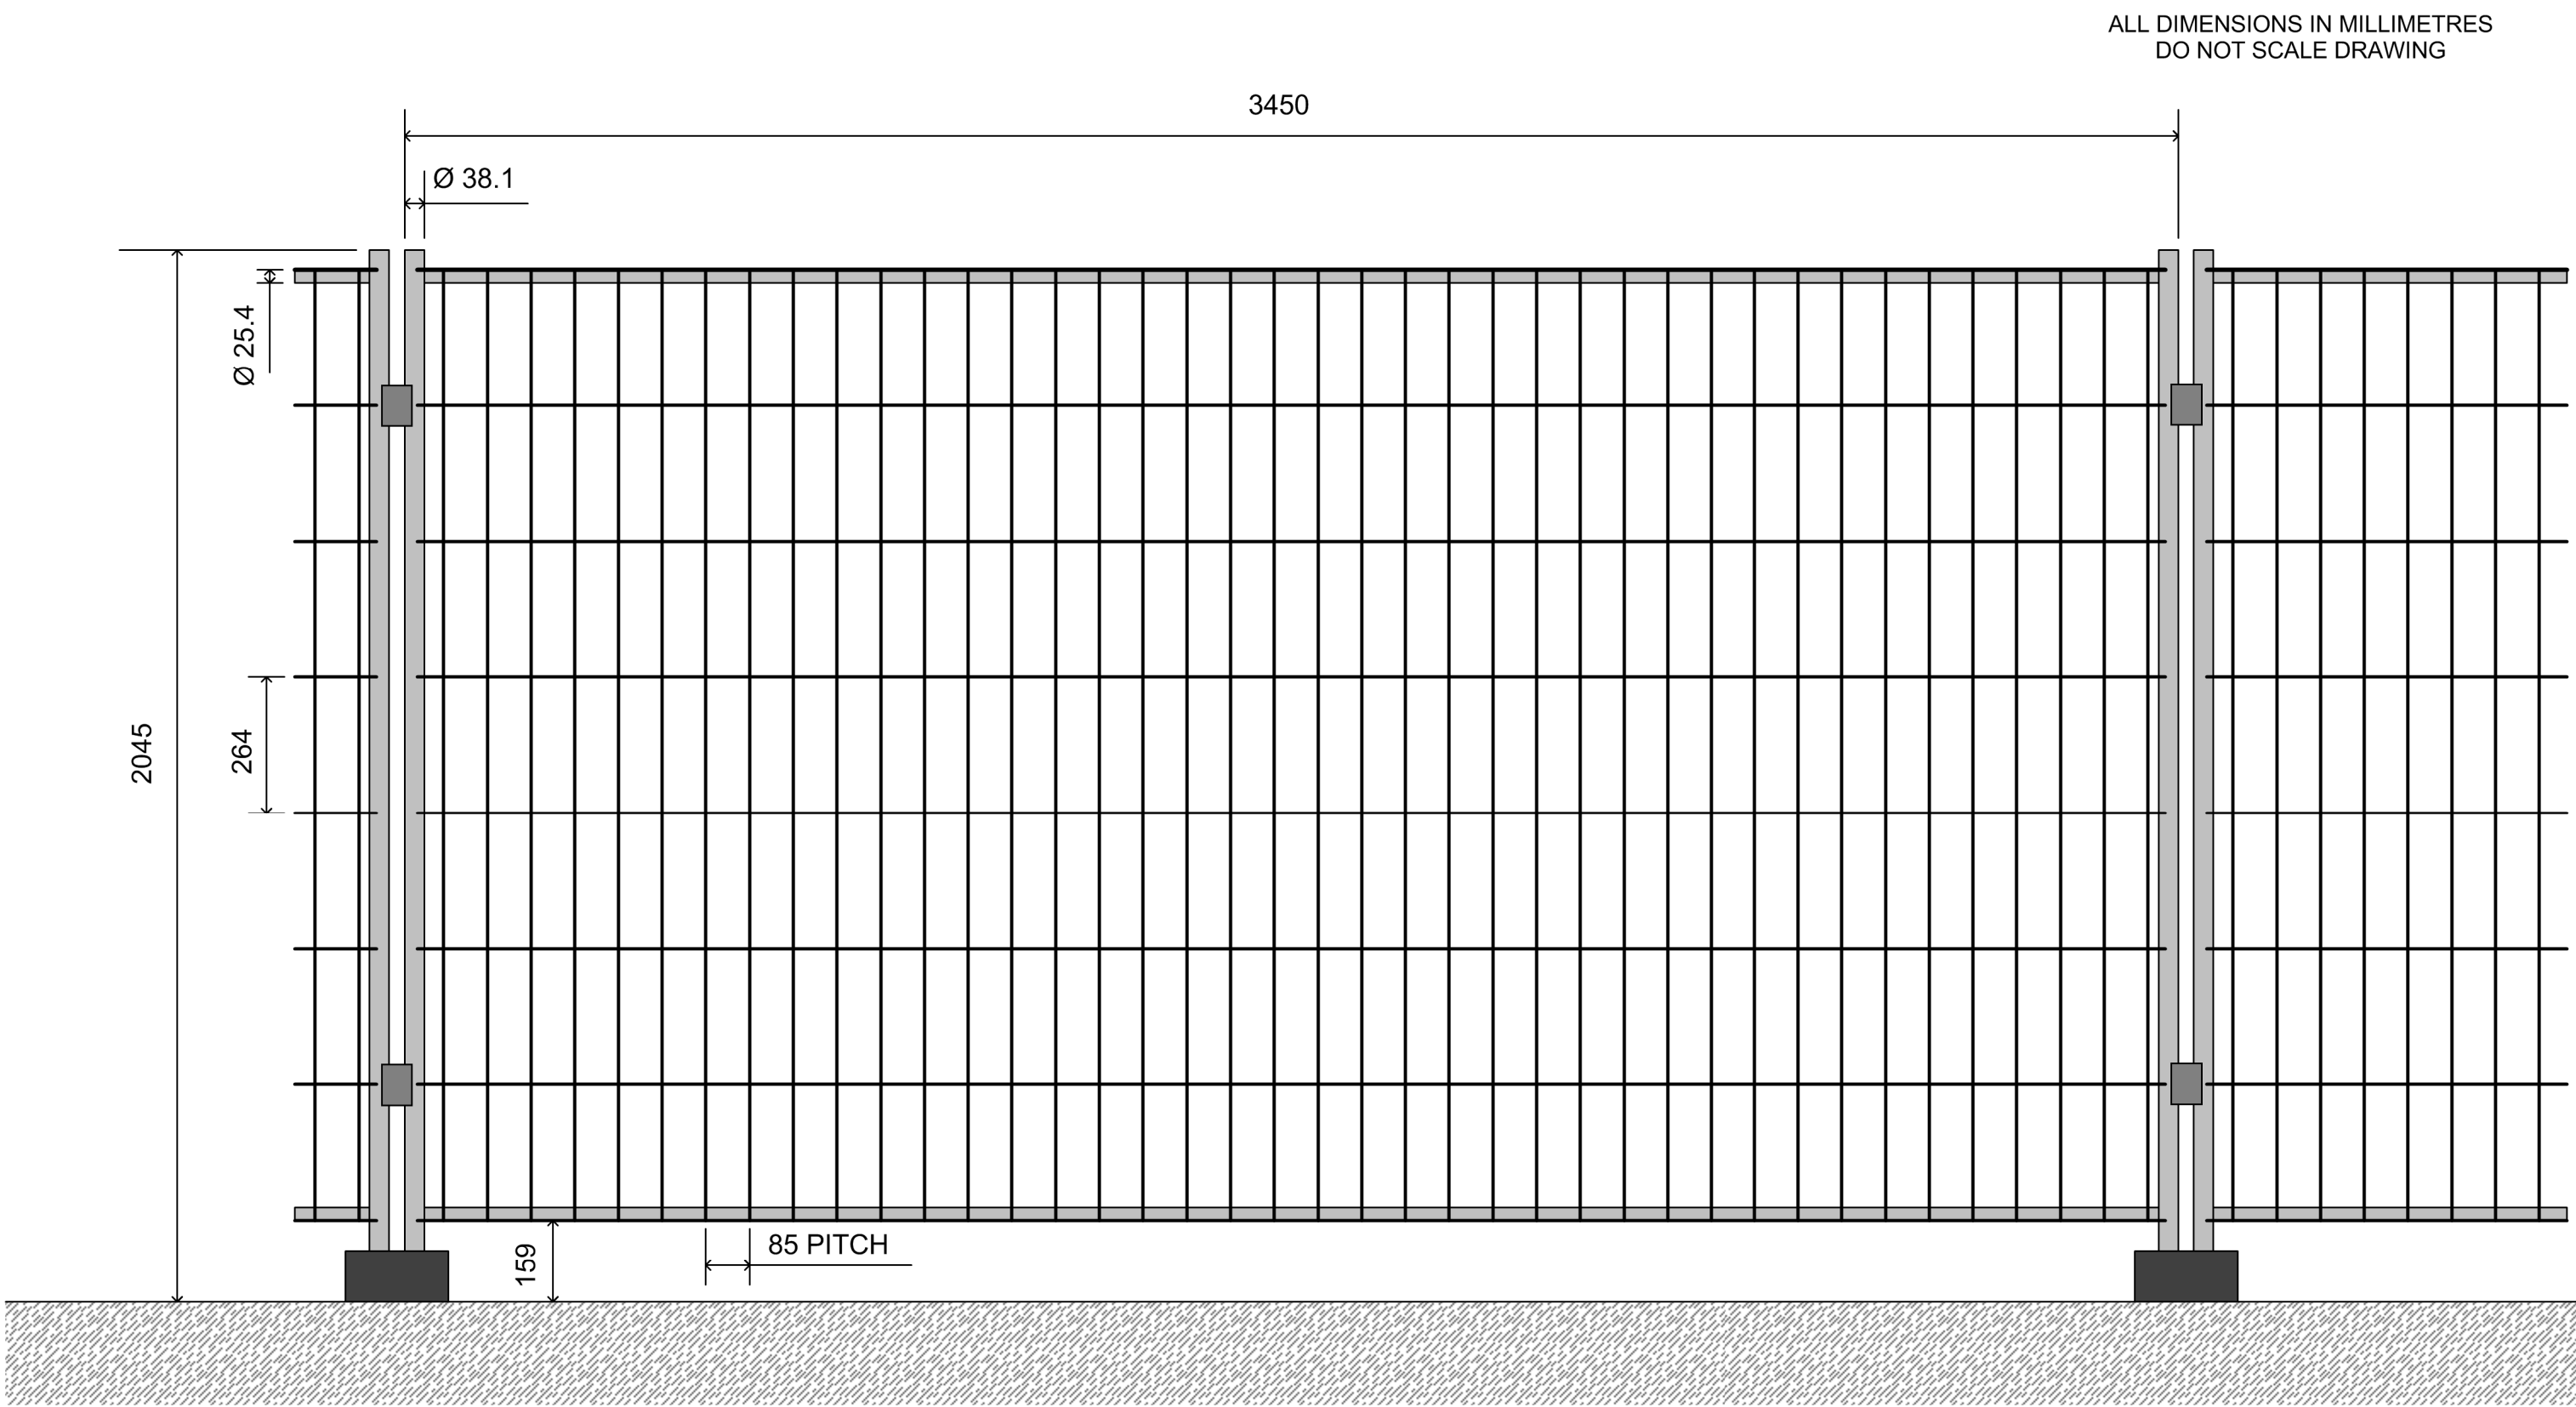 ALL DIMENSIONS IN MILLIMETRES
DO NOT SCALE DRAWING
3450
Ø 38.1
Ø 25.4
2045
264
159
85 PITCH